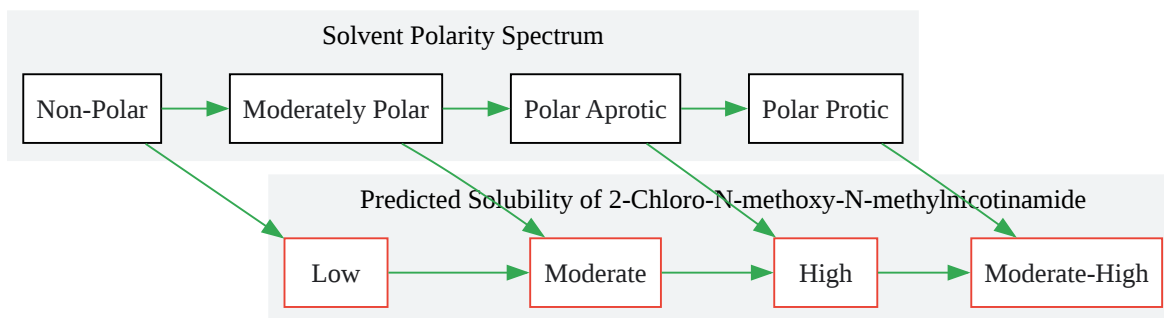 Solvent Polarity Spectrum
Non-Polar
Moderately Polar
Polar Aprotic
Polar Protic
Predicted Solubility of 2-Chloro-N-methoxy-N-methylnicotinamide
Low
Moderate
High
Moderate-High